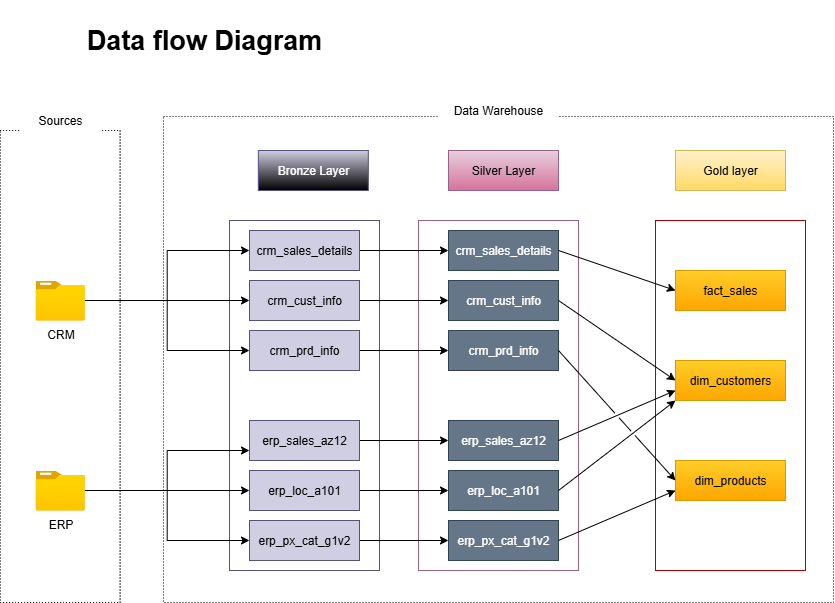 Data flow Diagram
Sources
Data Warehouse
Bronze Layer
Silver Layer
Gold layer
crm_sales_details
crm_sales_details
crm_cust_info
crm_cust_info
fact_sales
CRM
crm_prd_info
crm_prd_info
dim_customers
erp_sales_az12
erp_sales_az12
dim_products
erp_loc_a101
erp_loc_a101
ERP
erp_px_cat_g1v2
erp_px_cat_g1v2